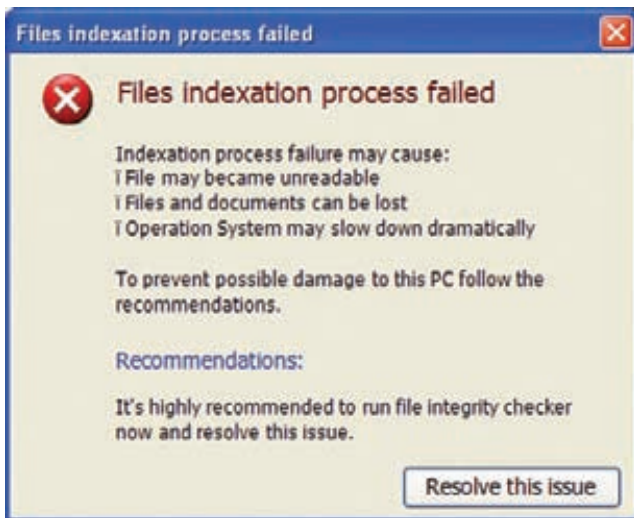 Files indexation process failed
Files indexation process failed
Indexation process failure may cause:
ï File may became unreadable
ï Files and documents can be lost
ï Operation System may slow down dramatically
To prevent possible damage to this PC follow the
recommendations.
Recommendations:
It's highly recommended to run file integrity checker
now and resolve this issue.
Resolve this issue